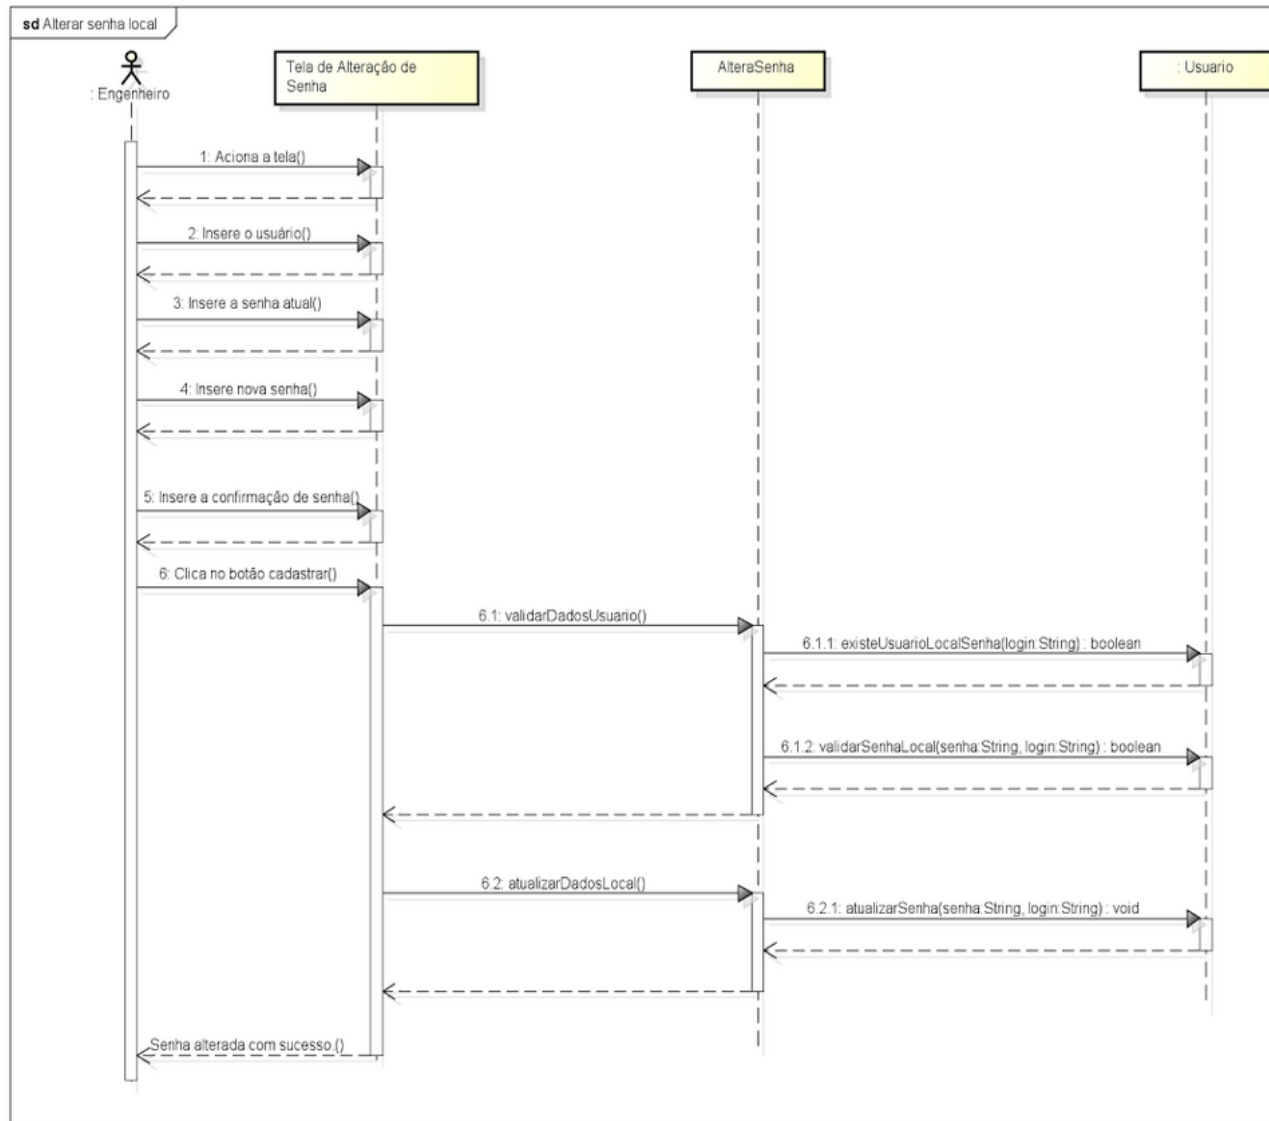 sd Alterar senha local
: Engenheiro
Tela de Alteração de
Senha
AlteraSenha
: Usuario
1: Aciona a tela()
2: Insere o usuário()
3: Insere a senha atual()
4: Insere nova senha()
5: Insere a confirmação de senha()
6: Clica no botão cadastrar()
6.1: validarDadosUsuario()
6.1.1: existeUsuarioLocalSenha(login:String) : boolean
6.1.2: validarSenhaLocal(senha:String, login:String) : boolean
6.2: atualizarDadosLocal()
6.2.1: atualizarSenha(senha:String, login:String) : void
Senha alterada com sucesso.()